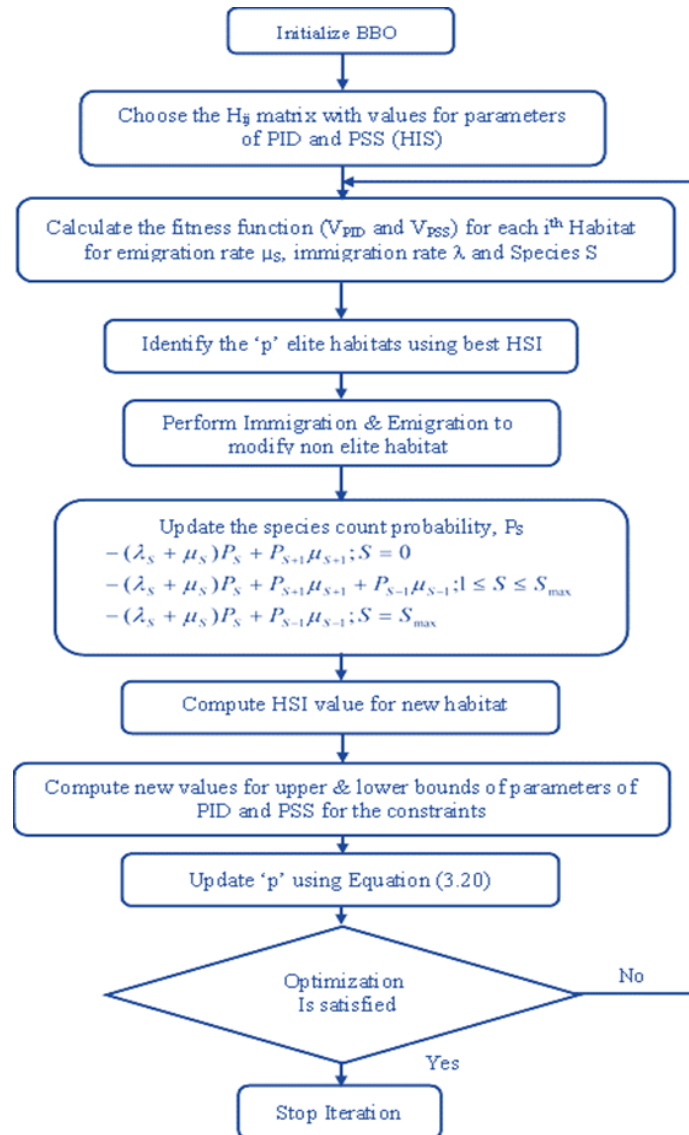 Initialize BBO
Choose the Hij matrix with values for parameters
of PID and PSS (HIS)
Calculate the fitness function (VPID and VPSS) for each ith Habitat
for emigration rate μS, immigration rate λ and Species S
Identify the ‘p’ elite habitats using best HSI
Perform Immigration & Emigration to
modify non elite habitat
Update the species count probability, PS
− (λS + μS)PS + PS+1μS+1; S = 0
− (λS + μS)PS + PS+1μS+1 + PS−1μS−1; 1 ≤ S ≤ Smax
− (λS + μS)PS + PS−1μS−1; S = Smax
Compute HSI value for new habitat
Compute new values for upper & lower bounds of parameters of
PID and PSS for the constraints
Update ‘p’ using Equation (3.20)
Optimization
Is satisfied
No
Yes
Stop Iteration